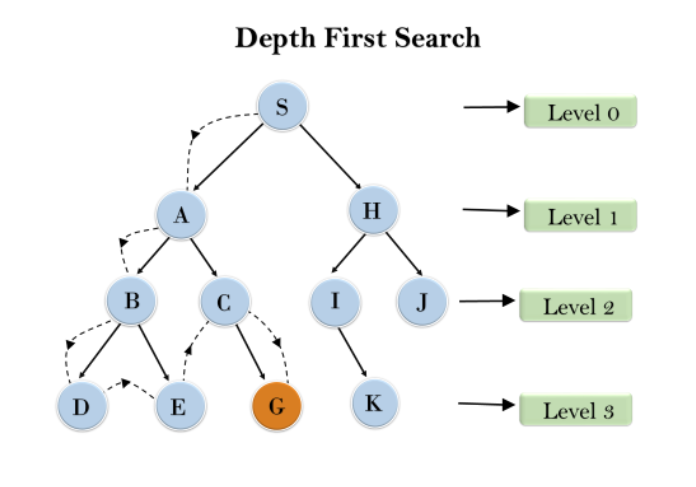 Depth First Search
S
Level 0
A
H
Level 1
B
C
I
J
Level 2
D
E
G
K
Level 3